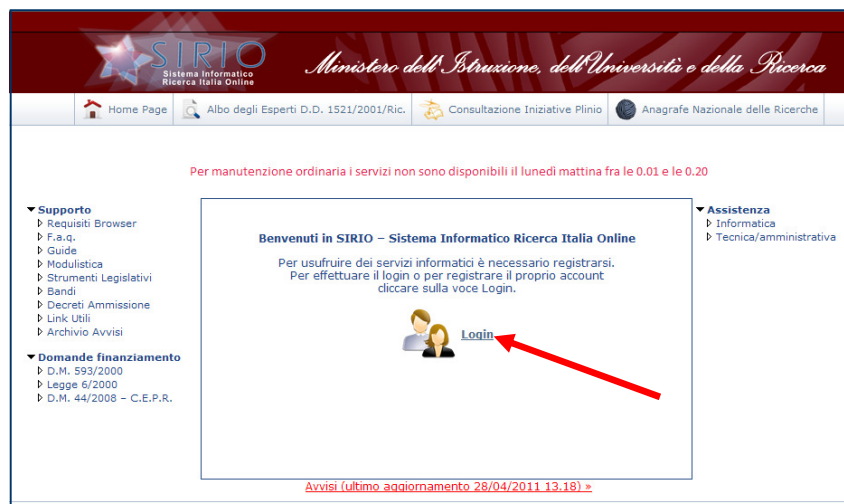 SIRIO
Sistema Informatico
Ricerca Italia Online
Ministero dell'Istruzione, dell'Università e della Ricerca
Home Page
Albo degli Esperti D.D. 1521/2001/Ric.
Consultazione Iniziative Plinio
Anagrafe Nazionale delle Ricerche
Per manutenzione ordinaria i servizi non sono disponibili il lunedì mattina fra le 0.01 e le 0.20
Supporto
Requisiti Browser
F.a.q.
Guide
Modulistica
Strumenti Legislativi
Bandi
Decreti Ammissione
Link Utili
Archivio Avvisi
Domande finanziamento
D.M. 593/2000
Legge 6/2000
D.M. 44/2008 – C.E.P.R.
Benvenuti in SIRIO – Sistema Informatico Ricerca Italia Online
Per usufruire dei servizi informatici è necessario registrarsi.
Per effettuare il login o per registrare il proprio account
cliccare sulla voce Login.
Login
Assistenza
Informatica
Tecnica/amministrativa
Avvisi (ultimo aggiornamento 28/04/2011 13.18) »